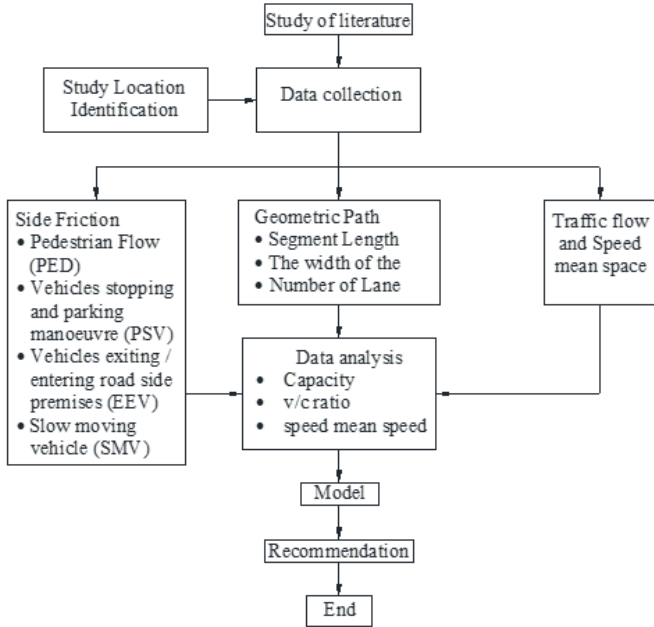 Study of literature
Study Location
Identification
Data collection
Side Friction
• Pedestrian Flow
(PED)
• Vehicles stopping
and parking
manoeuvre (PSV)
• Vehicles exiting /
entering road side
premises (EEV)
• Slow moving
vehicle (SMV)
Geometric Path
• Segment Length
• The width of the
• Number of Lane
Traffic flow
and Speed
mean space
Data analysis
• Capacity
• v/c ratio
• speed mean speed
Model
Recommendation
End